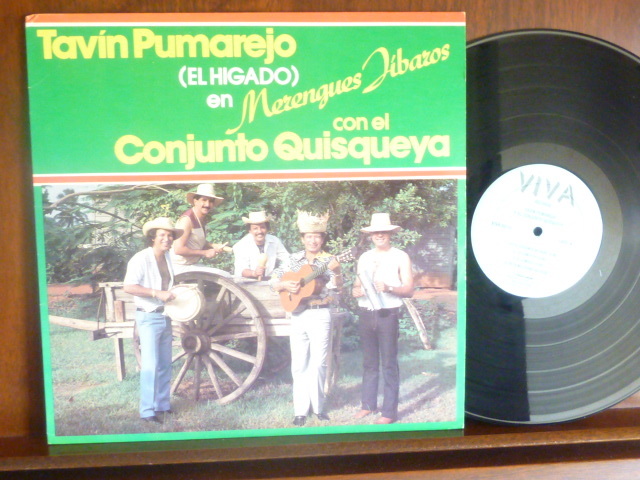 Tavín Pumarejo
(EL HIGADO)
en Merengues Jíbaros
con el
Conjunto Quisqueya
VIVA